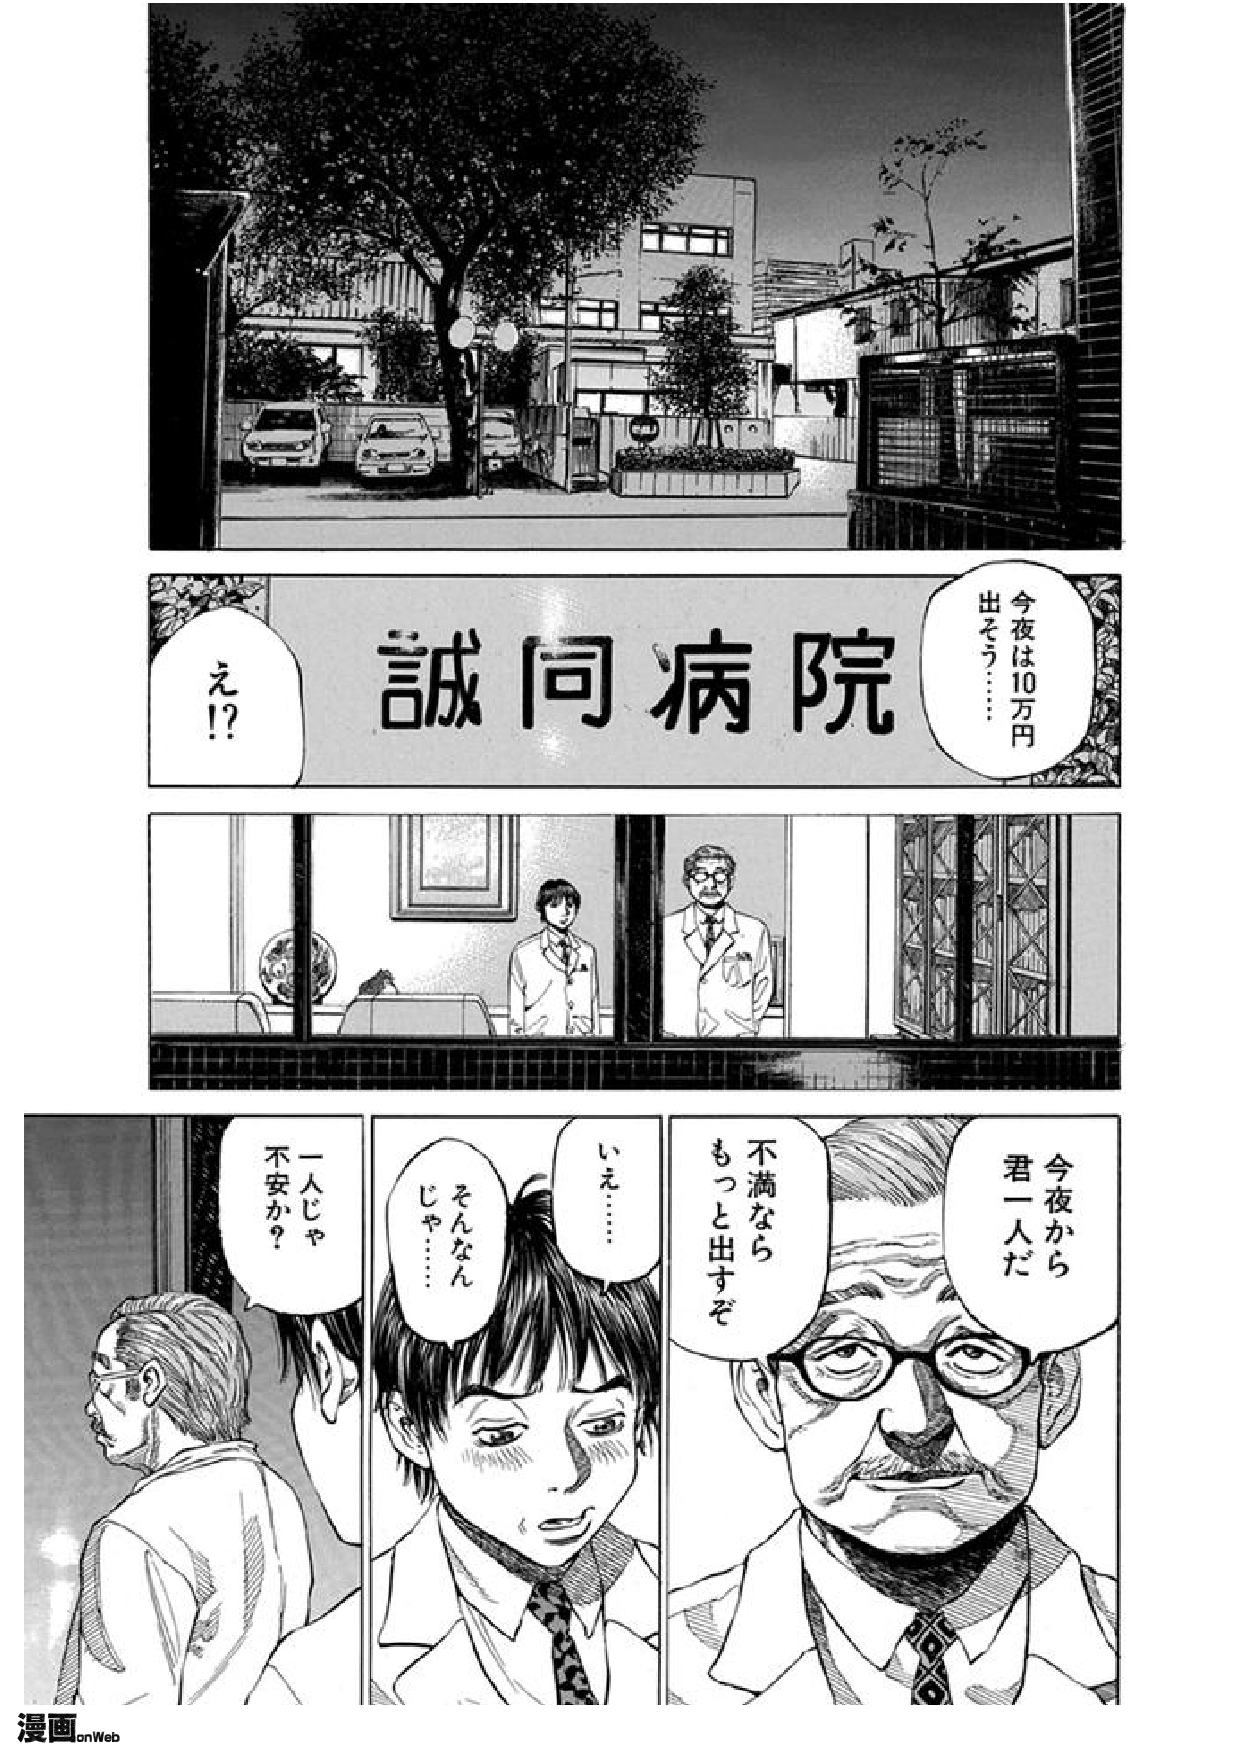 今夜は10万円
出そう……
誠同病院
え!?
今夜から
君一人だ
不満なら
もっと出すぞ
いえ……
そんなん
じゃ……
一人じゃ
不安か?
漫画onWeb